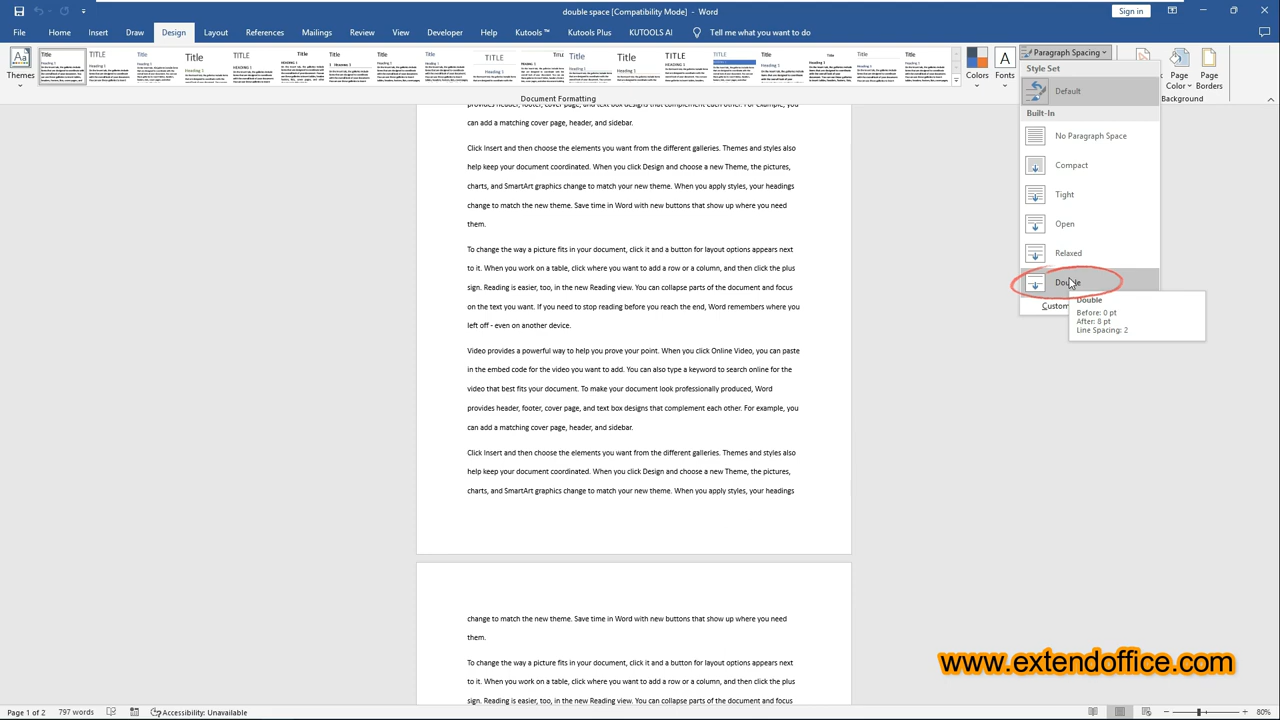 double space [Compatibility Mode] - Word
Sign in
File Home Insert Draw Design Layout References Mailings Review View Developer Help Kutools ™ Kutools Plus KUTOOLS AI Tell me what you want to do
Paragraph Spacing
Colors
Fonts
Page Color
Page Borders
Document Formatting
Background
Style Set
Default
Built-In
No Paragraph Space
Compact
Tight
Open
Relaxed
Double
Custom
Double
Before: 0 pt
After: 8 pt
Line Spacing: 2
provides header, footer, cover page, and text box designs that complement each other. For example, you
can add a matching cover page, header, and sidebar.
Click Insert and then choose the elements you want from the different galleries. Themes and styles also
help keep your document coordinated. When you click Design and choose a new Theme, the pictures,
charts, and SmartArt graphics change to match your new theme. When you apply styles, your headings
change to match the new theme. Save time in Word with new buttons that show up where you need
them.
To change the way a picture fits in your document, click it and a button for layout options appears next
to it. When you work on a table, click where you want to add a row or a column, and then click the plus
sign. Reading is easier, too, in the new Reading view. You can collapse parts of the document and focus
on the text you want. If you need to stop reading before you reach the end, Word remembers where you
left off - even on another device.
Video provides a powerful way to help you prove your point. When you click Online Video, you can paste
in the embed code for the video you want to add. You can also type a keyword to search online for the
video that best fits your document. To make your document look professionally produced, Word
provides header, footer, cover page, and text box designs that complement each other. For example, you
can add a matching cover page, header, and sidebar.
Click Insert and then choose the elements you want from the different galleries. Themes and styles also
help keep your document coordinated. When you click Design and choose a new Theme, the pictures,
charts, and SmartArt graphics change to match your new theme. When you apply styles, your headings
change to match the new theme. Save time in Word with new buttons that show up where you need
them.
To change the way a picture fits in your document, click it and a button for layout options appears next
to it. When you work on a table, click where you want to add a row or a column, and then click the plus
sign. Reading is easier, too, in the new Reading view. You can collapse parts of the document and focus
www.extendoffice.com
Page 1 of 2 797 words Accessibility: Unavailable
80%